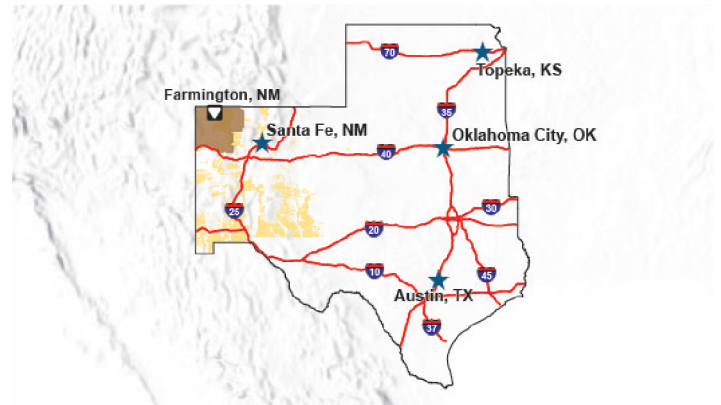 70
Topeka, KS
Farmington, NM
35
Santa Fe, NM
Oklahoma City, OK
40
25
30
20
10
45
Austin, TX
37